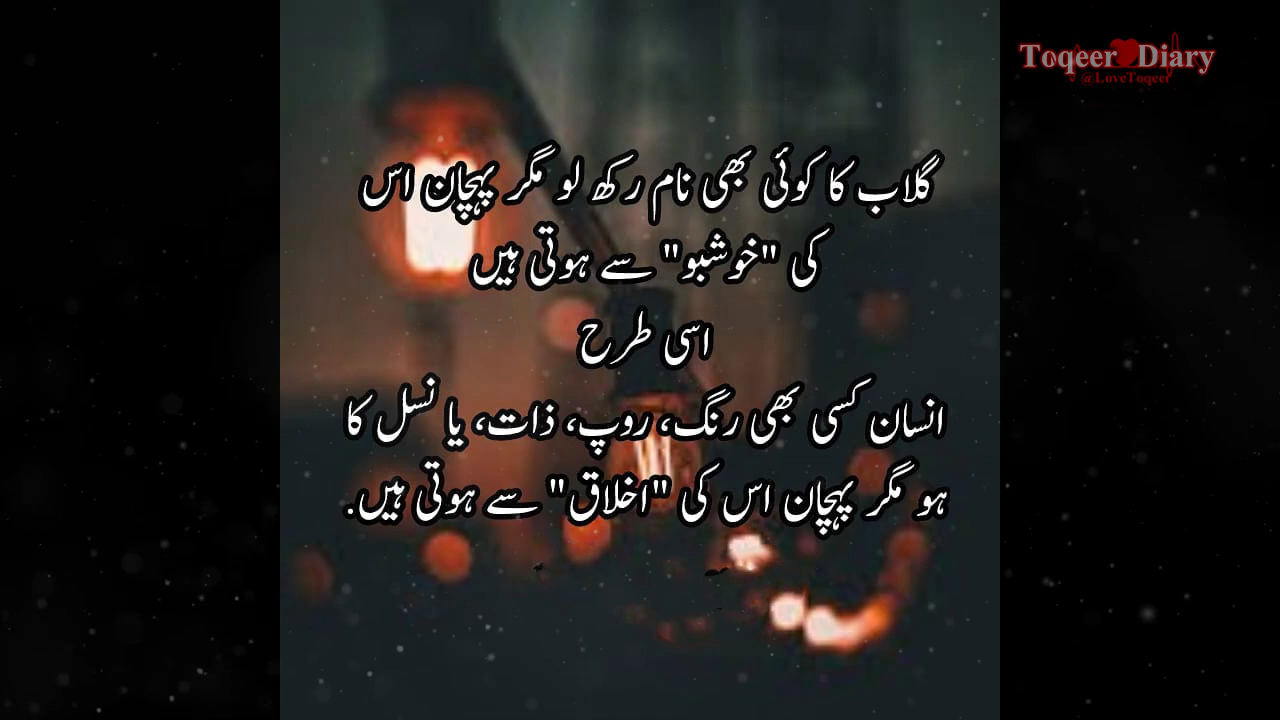 Toqeer Diary
@LoveToqeer
گلاب کا کوئی بھی نام رکھ لو مگر پہچان اس
کی "خوشبو" سے ہوتی ہیں
اسی طرح
انسان کسی بھی رنگ، روپ، ذات، یا نسل کا
ہو مگر پہچان اس کی "اخلاق" سے ہوتی ہیں.